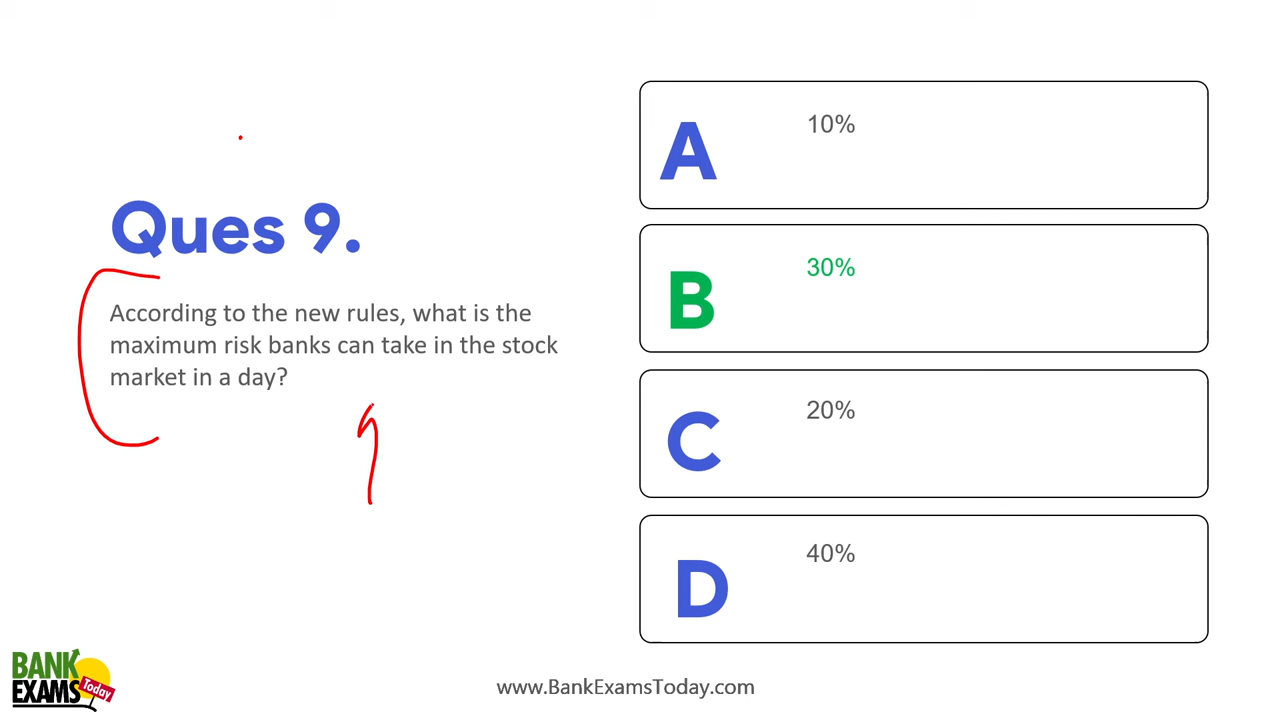 Ques 9.
According to the new rules, what is the
maximum risk banks can take in the stock
market in a day?
A
10%
B
30%
C
20%
D
40%
BANK
EXAMS
Today
www.BankExamsToday.com